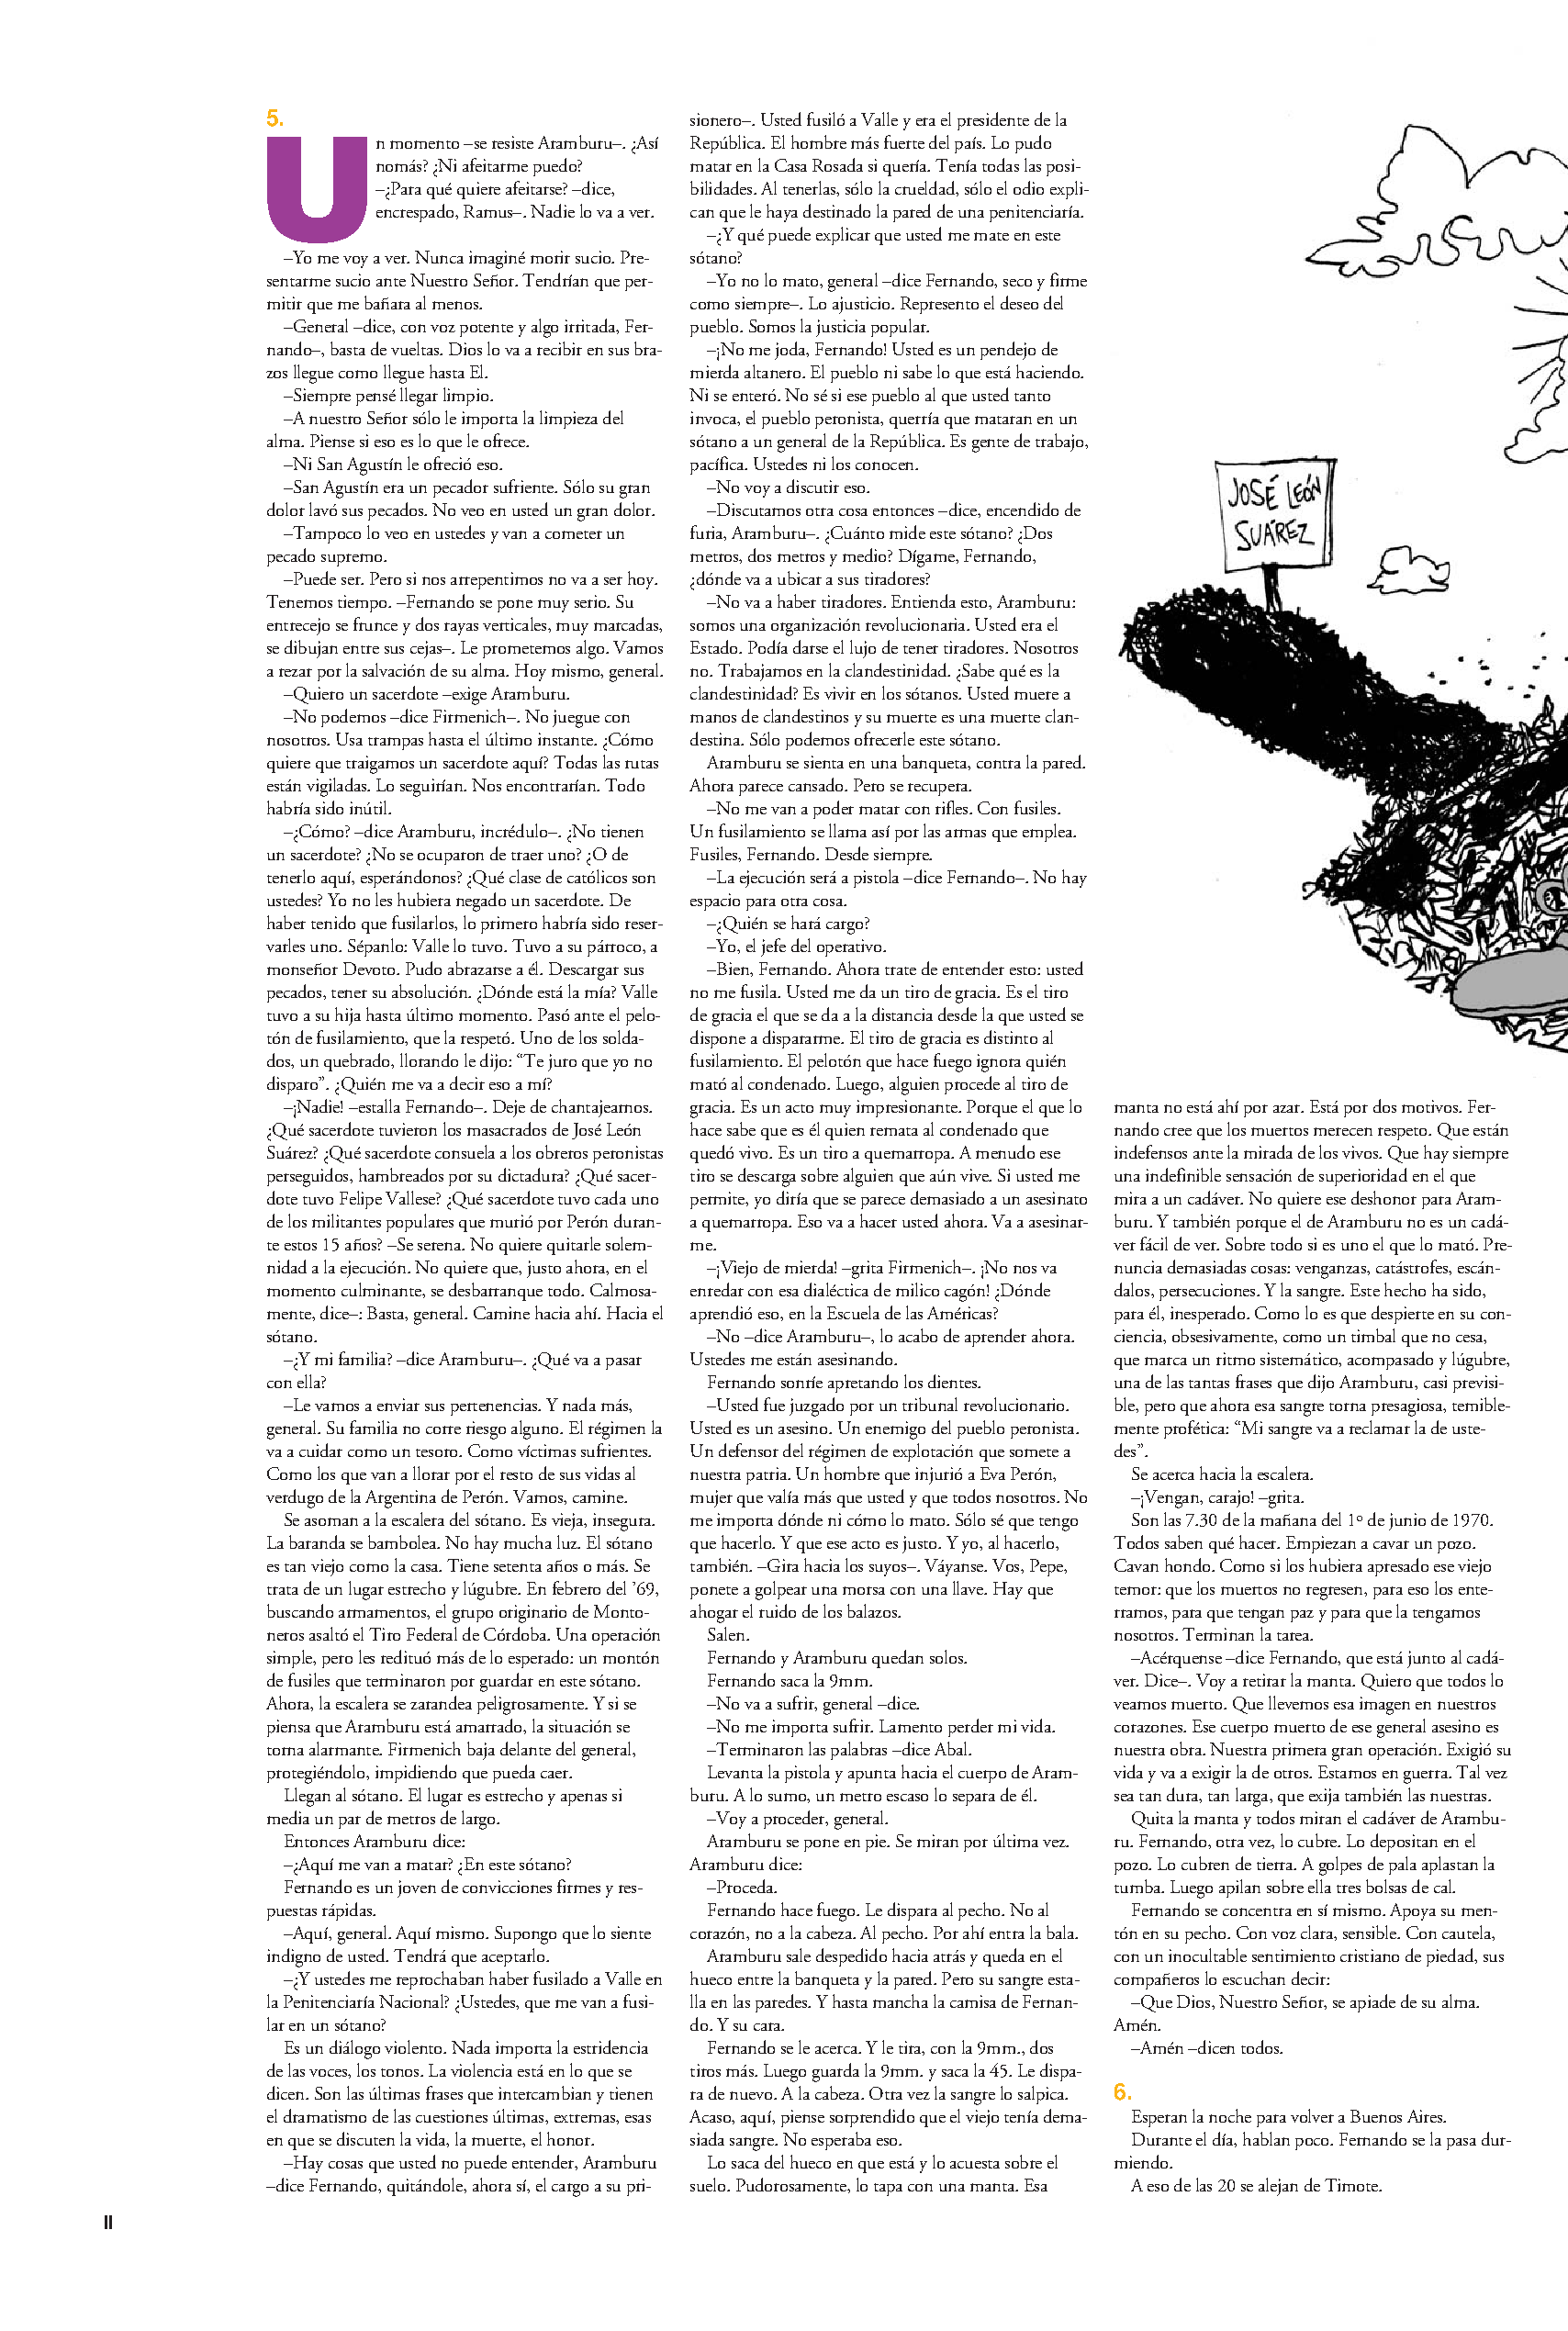 5.
Un momento –se resiste Aramburu–. ¿Así
nomás? ¿Ni afeitarme puedo?
–¿Para qué quiere afeitarse? –dice,
encrespado, Ramus–. Nadie lo va a ver.
–Yo me voy a ver. Nunca imaginé morir sucio. Pre-
sentarme sucio ante Nuestro Señor. Tendrían que per-
mitir que me bañara al menos.
–General –dice, con voz potente y algo irritada, Fer-
nando–, basta de vueltas. Dios lo va a recibir en sus bra-
zos llegue como llegue hasta El.
–Siempre pensé llegar limpio.
–A nuestro Señor sólo le importa la limpieza del
alma. Piense si eso es lo que le ofrece.
–Ni San Agustín le ofreció eso.
–San Agustín era un pecador sufriente. Sólo su gran
dolor lavó sus pecados. No veo en usted un gran dolor.
–Tampoco lo veo en ustedes y van a cometer un
pecado supremo.
–Puede ser. Pero si nos arrepentimos no va a ser hoy.
Tenemos tiempo. –Fernando se pone muy serio. Su
entrecejo se frunce y dos rayas verticales, muy marcadas,
se dibujan entre sus cejas–. Le prometemos algo. Vamos
a rezar por la salvación de su alma. Hoy mismo, general.
–Quiero un sacerdote –exige Aramburu.
–No podemos –dice Firmenich–. No juegue con
nosotros. Usa trampas hasta el último instante. ¿Cómo
quiere que traigamos un sacerdote aquí? Todas las rutas
están vigiladas. Lo seguirían. Nos encontrarían. Todo
habría sido inútil.
–¿Cómo? –dice Aramburu, incrédulo–. ¿No tienen
un sacerdote? ¿No se ocuparon de traer uno? ¿O de
tenerlo aquí, esperándonos? ¿Qué clase de católicos son
ustedes? Yo no les hubiera negado un sacerdote. De
haber tenido que fusilarlos, lo primero habría sido reser-
varles uno. Sépanlo: Valle lo tuvo. Tuvo a su párroco, a
monseñor Devoto. Pudo abrazarse a él. Descargar sus
pecados, tener su absolución. ¿Dónde está la mía? Valle
tuvo a su hija hasta último momento. Pasó ante el pelo-
tón de fusilamiento, que la respetó. Uno de los solda-
dos, un quebrado, llorando le dijo: “Te juro que yo no
disparo”. ¿Quién me va a decir eso a mí?
–¡Nadie! –estalla Fernando–. Deje de chantajearnos.
¿Qué sacerdote tuvieron los masacrados de José León
Suárez? ¿Qué sacerdote consuela a los obreros peronistas
perseguidos, hambreados por su dictadura? ¿Qué sacer-
dote tuvo Felipe Vallese? ¿Qué sacerdote tuvo cada uno
de los militantes populares que murió por Perón duran-
te estos 15 años? –Se serena. No quiere quitarle solem-
nidad a la ejecución. No quiere que, justo ahora, en el
momento culminante, se desbarranque todo. Calmosa-
mente, dice–: Basta, general. Camine hacia ahí. Hacia el
sótano.
–¿Y mi familia? –dice Aramburu–. ¿Qué va a pasar
con ella?
–Le vamos a enviar sus pertenencias. Y nada más,
general. Su familia no corre riesgo alguno. El régimen la
va a cuidar como un tesoro. Como víctimas sufrientes.
Como los que van a llorar por el resto de sus vidas al
verdugo de la Argentina de Perón. Vamos, camine.
Se asoman a la escalera del sótano. Es vieja, insegura.
La baranda se bambolea. No hay mucha luz. El sótano
es tan viejo como la casa. Tiene setenta años o más. Se
trata de un lugar estrecho y lúgubre. En febrero del ’69,
buscando armamentos, el grupo originario de Monto-
neros asaltó el Tiro Federal de Córdoba. Una operación
simple, pero les redituó más de lo esperado: un montón
de fusiles que terminaron por guardar en este sótano.
Ahora, la escalera se zarandea peligrosamente. Y si se
piensa que Aramburu está amarrado, la situación se
torna alarmante. Firmenich baja delante del general,
protegiéndolo, impidiendo que pueda caer.
Llegan al sótano. El lugar es estrecho y apenas si
media un par de metros de largo.
Entonces Aramburu dice:
–¿Aquí me van a matar? ¿En este sótano?
Fernando es un joven de convicciones firmes y res-
puestas rápidas.
–Aquí, general. Aquí mismo. Supongo que lo siente
indigno de usted. Tendrá que aceptarlo.
–¿Y ustedes me reprochaban haber fusilado a Valle en
la Penitenciaría Nacional? ¿Ustedes, que me van a fusi-
lar en un sótano?
Es un diálogo violento. Nada importa la estridencia
de las voces, los tonos. La violencia está en lo que se
dicen. Son las últimas frases que intercambian y tienen
el dramatismo de las cuestiones últimas, extremas, esas
en que se discuten la vida, la muerte, el honor.
–Hay cosas que usted no puede entender, Aramburu
–dice Fernando, quitándole, ahora sí, el cargo a su pri-
sionero–. Usted fusiló a Valle y era el presidente de la
República. El hombre más fuerte del país. Lo pudo
matar en la Casa Rosada si quería. Tenía todas las posi-
bilidades. Al tenerlas, sólo la crueldad, sólo el odio expli-
can que le haya destinado la pared de una penitenciaría.
–¿Y qué puede explicar que usted me mate en este
sótano?
–Yo no lo mato, general –dice Fernando, seco y firme
como siempre–. Lo ajusticio. Represento el deseo del
pueblo. Somos la justicia popular.
–¡No me joda, Fernando! Usted es un pendejo de
mierda altanero. El pueblo ni sabe lo que está haciendo.
Ni se enteró. No sé si ese pueblo al que usted tanto
invoca, el pueblo peronista, querría que mataran en un
sótano a un general de la República. Es gente de trabajo,
pacífica. Ustedes ni los conocen.
–No voy a discutir eso.
–Discutamos otra cosa entonces –dice, encendido de
furia, Aramburu–. ¿Cuánto mide este sótano? ¿Dos
metros, dos metros y medio? Dígame, Fernando,
¿dónde va a ubicar a sus tiradores?
–No va a haber tiradores. Entienda esto, Aramburu:
somos una organización revolucionaria. Usted era el
Estado. Podía darse el lujo de tener tiradores. Nosotros
no. Trabajamos en la clandestinidad. ¿Sabe qué es la
clandestinidad? Es vivir en los sótanos. Usted muere a
manos de clandestinos y su muerte es una muerte clan-
destina. Sólo podemos ofrecerle este sótano.
Aramburu se sienta en una banqueta, contra la pared.
Ahora parece cansado. Pero se recupera.
–No me van a poder matar con rifles. Con fusiles.
Un fusilamiento se llama así por las armas que emplea.
Fusiles, Fernando. Desde siempre.
–La ejecución será a pistola –dice Fernando–. No hay
espacio para otra cosa.
–¿Quién se hará cargo?
–Yo, el jefe del operativo.
–Bien, Fernando. Ahora trate de entender esto: usted
no me fusila. Usted me da un tiro de gracia. Es el tiro
de gracia el que se da a la distancia desde la que usted se
dispone a dispararme. El tiro de gracia es distinto al
fusilamiento. El pelotón que hace fuego ignora quién
mató al condenado. Luego, alguien procede al tiro de
gracia. Es un acto muy impresionante. Porque el que lo
hace sabe que es él quien remata al condenado que
quedó vivo. Es un tiro a quemarropa. A menudo ese
tiro se descarga sobre alguien que aún vive. Si usted me
permite, yo diría que se parece demasiado a un asesinato
a quemarropa. Eso va a hacer usted ahora. Va a asesinar-
me.
–¡Viejo de mierda! –grita Firmenich–. ¡No nos va
enredar con esa dialéctica de milico cagón! ¿Dónde
aprendió eso, en la Escuela de las Américas?
–No –dice Aramburu–, lo acabo de aprender ahora.
Ustedes me están asesinando.
Fernando sonríe apretando los dientes.
–Usted fue juzgado por un tribunal revolucionario.
Usted es un asesino. Un enemigo del pueblo peronista.
Un defensor del régimen de explotación que somete a
nuestra patria. Un hombre que injurió a Eva Perón,
mujer que valía más que usted y que todos nosotros. No
me importa dónde ni cómo lo mato. Sólo sé que tengo
que hacerlo. Y que ese acto es justo. Y yo, al hacerlo,
también. –Gira hacia los suyos–. Váyanse. Vos, Pepe,
ponete a golpear una morsa con una llave. Hay que
ahogar el ruido de los balazos.
Salen.
Fernando y Aramburu quedan solos.
Fernando saca la 9mm.
–No va a sufrir, general –dice.
–No me importa sufrir. Lamento perder mi vida.
–Terminaron las palabras –dice Abal.
Levanta la pistola y apunta hacia el cuerpo de Aram-
buru. A lo sumo, un metro escaso lo separa de él.
–Voy a proceder, general.
Aramburu se pone en pie. Se miran por última vez.
Aramburu dice:
–Proceda.
Fernando hace fuego. Le dispara al pecho. No al
corazón, no a la cabeza. Al pecho. Por ahí entra la bala.
Aramburu sale despedido hacia atrás y queda en el
hueco entre la banqueta y la pared. Pero su sangre esta-
lla en las paredes. Y hasta mancha la camisa de Fernan-
do. Y su cara.
Fernando se le acerca. Y le tira, con la 9mm., dos
tiros más. Luego guarda la 9mm. y saca la 45. Le dispa-
ra de nuevo. A la cabeza. Otra vez la sangre lo salpica.
Acaso, aquí, piense sorprendido que el viejo tenía dema-
siada sangre. No esperaba eso.
Lo saca del hueco en que está y lo acuesta sobre el
suelo. Pudorosamente, lo tapa con una manta. Esa
JOSÉ LEÓN
SUÁREZ
manta no está ahí por azar. Está por dos motivos. Fer-
nando cree que los muertos merecen respeto. Que están
indefensos ante la mirada de los vivos. Que hay siempre
una indefinible sensación de superioridad en el que
mira a un cadáver. No quiere ese deshonor para Aram-
buru. Y también porque el de Aramburu no es un cadá-
ver fácil de ver. Sobre todo si es uno el que lo mató. Pre-
nuncia demasiadas cosas: venganzas, catástrofes, escán-
dalos, persecuciones. Y la sangre. Este hecho ha sido,
para él, inesperado. Como lo es que despierte en su con-
ciencia, obsesivamente, como un timbal que no cesa,
que marca un ritmo sistemático, acompasado y lúgubre,
una de las tantas frases que dijo Aramburu, casi previsi-
ble, pero que ahora esa sangre torna presagiosa, temible-
mente profética: “Mi sangre va a reclamar la de uste-
des”.
Se acerca hacia la escalera.
–¡Vengan, carajo! –grita.
Son las 7.30 de la mañana del 1º de junio de 1970.
Todos saben qué hacer. Empiezan a cavar un pozo.
Cavan hondo. Como si los hubiera apresado ese viejo
temor: que los muertos no regresen, para eso los ente-
rramos, para que tengan paz y para que la tengamos
nosotros. Terminan la tarea.
–Acérquense –dice Fernando, que está junto al cadá-
ver. Dice–. Voy a retirar la manta. Quiero que todos lo
veamos muerto. Que llevemos esa imagen en nuestros
corazones. Ese cuerpo muerto de ese general asesino es
nuestra obra. Nuestra primera gran operación. Exigió su
vida y va a exigir la de otros. Estamos en guerra. Tal vez
sea tan dura, tan larga, que exija también las nuestras.
Quita la manta y todos miran el cadáver de Arambu-
ru. Fernando, otra vez, lo cubre. Lo depositan en el
pozo. Lo cubren de tierra. A golpes de pala aplastan la
tumba. Luego apilan sobre ella tres bolsas de cal.
Fernando se concentra en sí mismo. Apoya su men-
tón en su pecho. Con voz clara, sensible. Con cautela,
con un inocultable sentimiento cristiano de piedad, sus
compañeros lo escuchan decir:
–Que Dios, Nuestro Señor, se apiade de su alma.
Amén.
–Amén –dicen todos.
6.
Esperan la noche para volver a Buenos Aires.
Durante el día, hablan poco. Fernando se la pasa dur-
miendo.
A eso de las 20 se alejan de Timote.
II